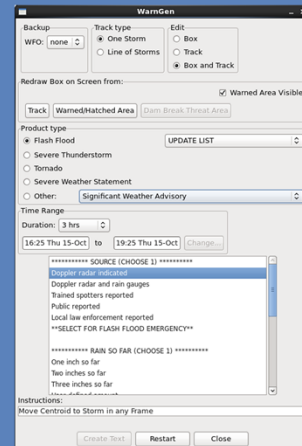 WarnGen
Backup
WFO: none
Track type
One Storm
Line of Storms
Edit
Box
Track
Box and Track
Redraw Box on Screen from:
Warned Area Visible
Track
Warned/Hatched Area
Dam Break Threat Area
Product type
Flash Flood
UPDATE LIST
Severe Thunderstorm
Tornado
Severe Weather Statement
Other:
Significant Weather Advisory
Time Range
Duration: 3 hrs
16:25 Thu 15-Oct to 19:25 Thu 15-Oct Change...
*********** SOURCE (CHOOSE 1) **********
Doppler radar indicated
Doppler radar and rain gauges
Trained spotters reported
Public reported
Local law enforcement reported
**SELECT FOR FLASH FLOOD EMERGENCY**
*********** RAIN SO FAR (CHOOSE 1) **********
One inch so far
Two inches so far
Three inches so far
Instructions:
Move Centroid to Storm in any Frame
Create Text
Restart
Close